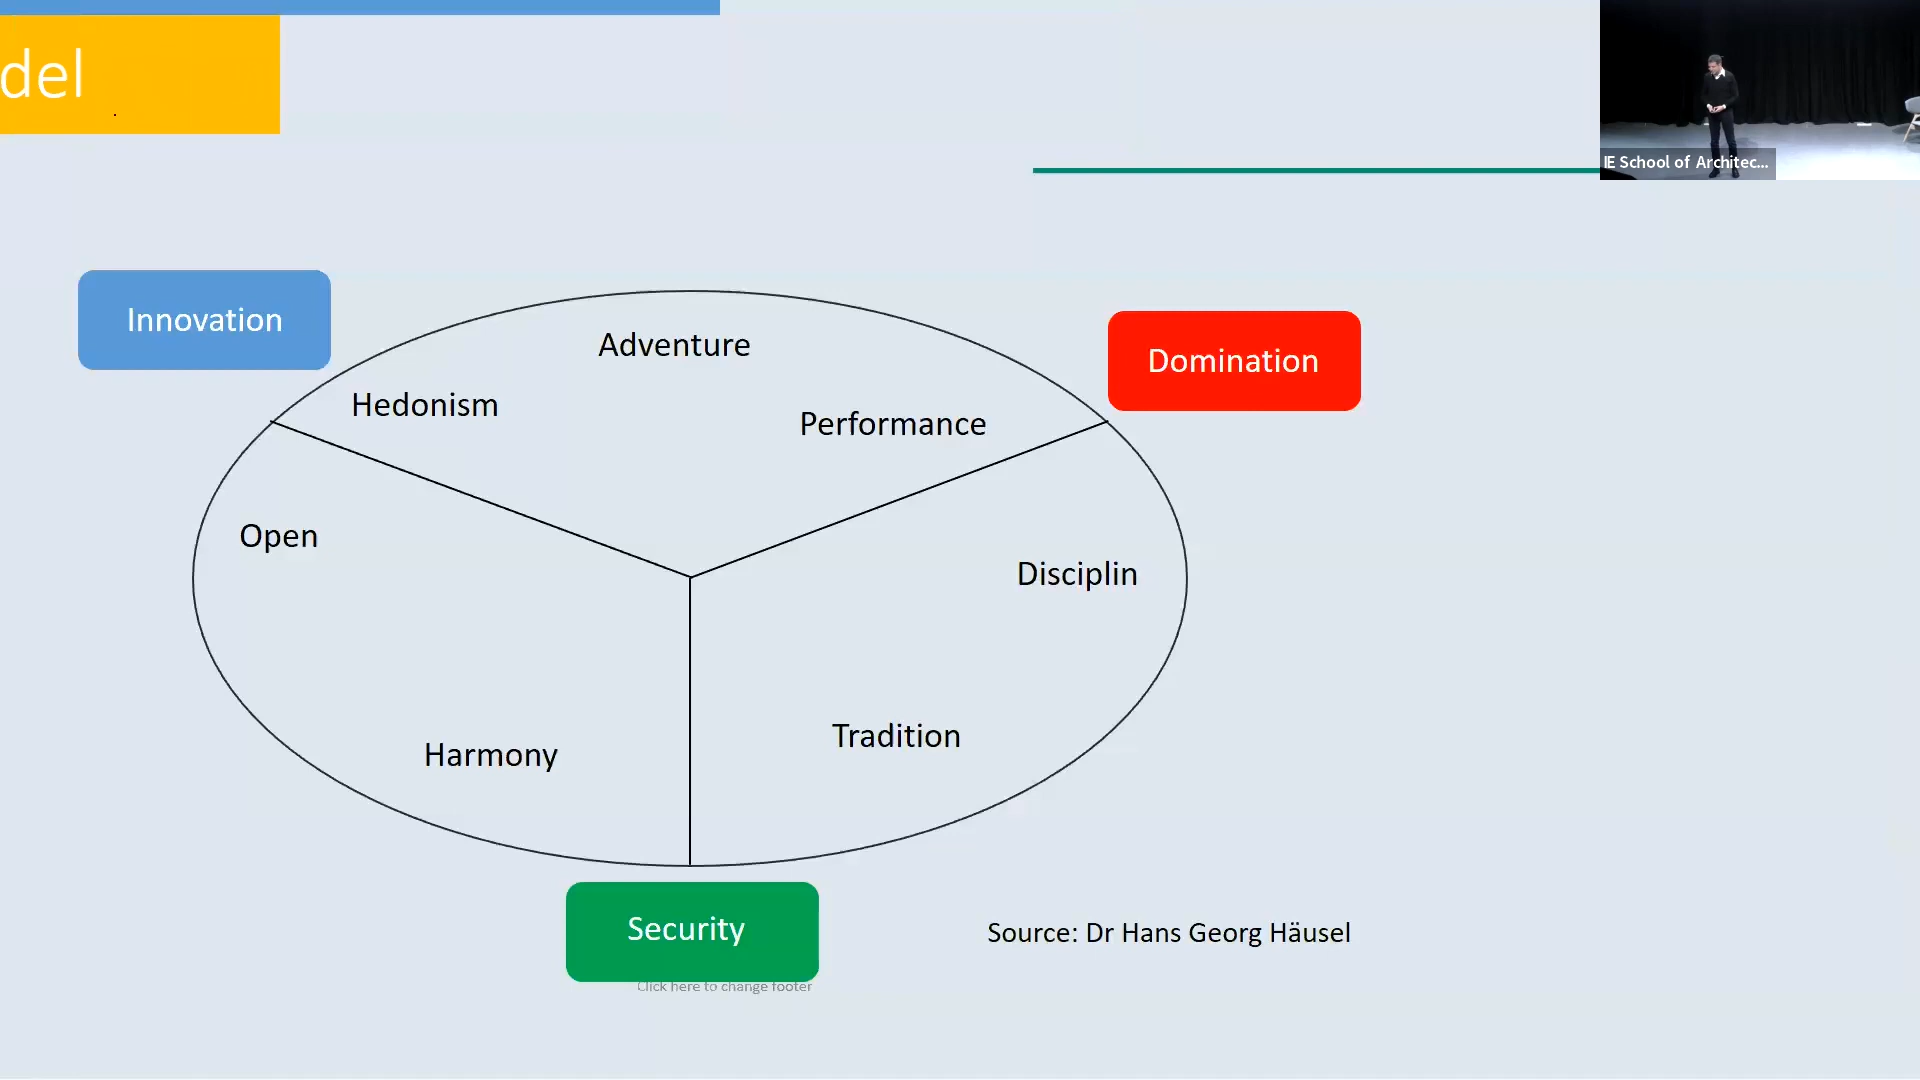 del
IE School of Architec...
Innovation
Adventure
Domination
Hedonism
Performance
Open
Disciplin
Tradition
Harmony
Security
Source: Dr Hans Georg Häusel
Click here to change footer